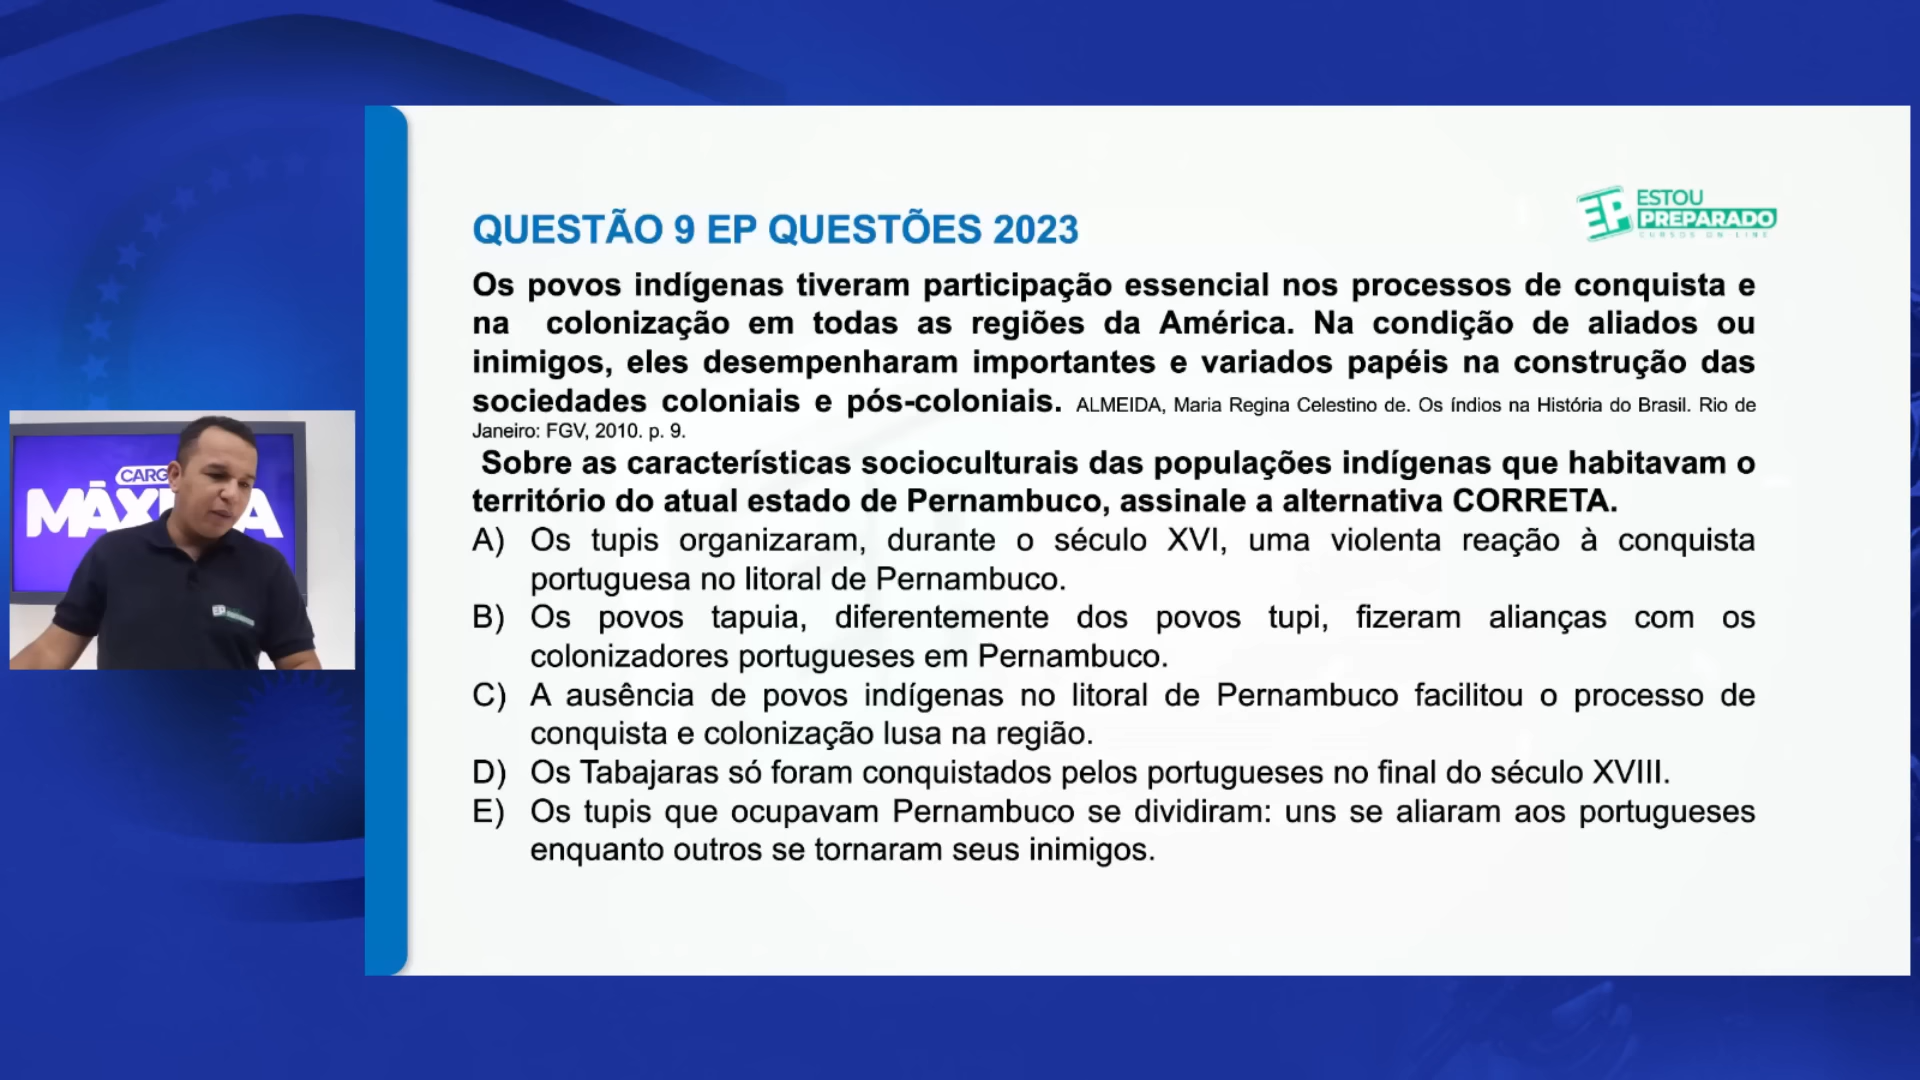 QUESTÃO 9 EP QUESTÕES 2023
ESTOU
EP PREPARADO
CURSOS ON LINE
Os povos indígenas tiveram participação essencial nos processos de conquista e
na colonização em todas as regiões da América. Na condição de aliados ou
inimigos, eles desempenharam importantes e variados papéis na construção das
sociedades coloniais e pós-coloniais. ALMEIDA, Maria Regina Celestino de. Os índios na História do Brasil. Rio de
Janeiro: FGV, 2010. p. 9.
Sobre as características socioculturais das populações indígenas que habitavam o
território do atual estado de Pernambuco, assinale a alternativa CORRETA.
A) Os tupis organizaram, durante o século XVI, uma violenta reação à conquista
portuguesa no litoral de Pernambuco.
B) Os povos tapuia, diferentemente dos povos tupi, fizeram alianças com os
colonizadores portugueses em Pernambuco.
C) A ausência de povos indígenas no litoral de Pernambuco facilitou o processo de
conquista e colonização lusa na região.
D) Os Tabajaras só foram conquistados pelos portugueses no final do século XVIII.
E) Os tupis que ocupavam Pernambuco se dividiram: uns se aliaram aos portugueses
enquanto outros se tornaram seus inimigos.
CARG
MÁX
A
EP